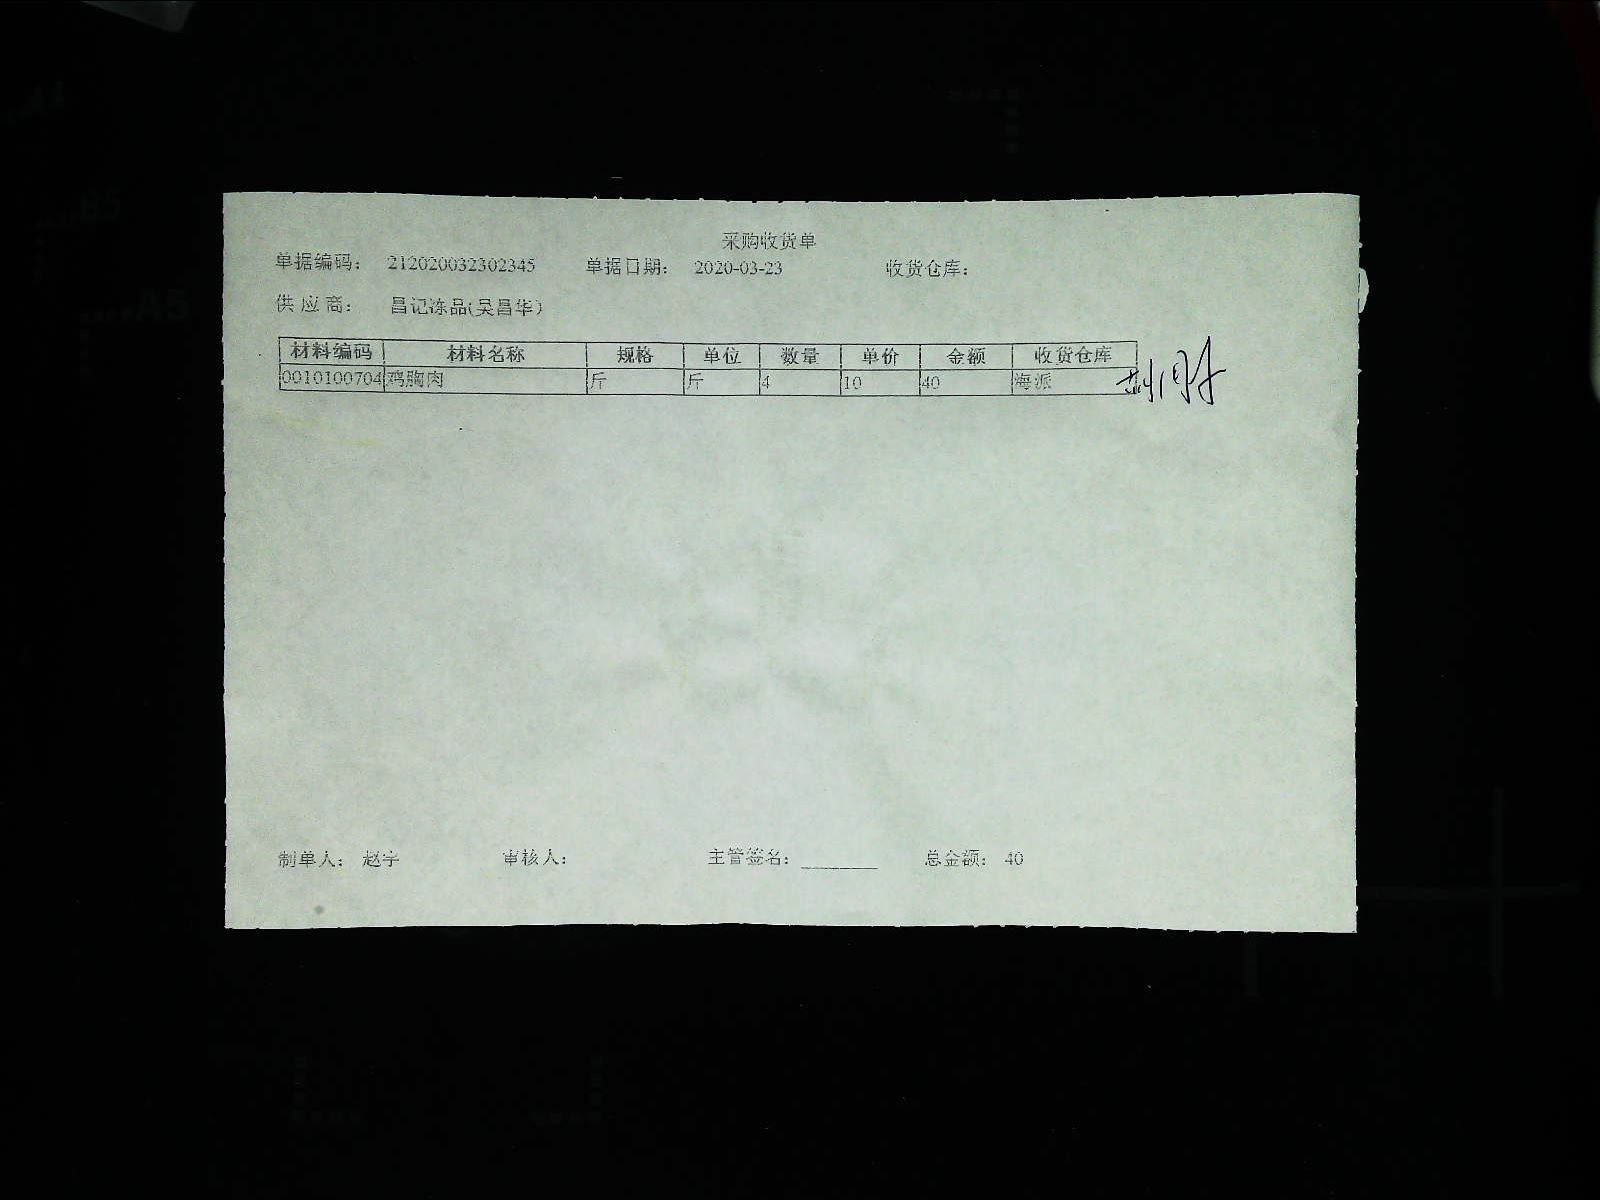 采购收货单
单据编码： 212020032302345 单据日期： 2020-03-23 收货仓库：
供应商： 昌记冻品(吴昌华)
材料编码 材料名称 规格 单位 数量 单价 金额 收货仓库
0010100704 鸡胸肉 斤 斤 4 10 40 海派
制单人： 赵宇 审核人： 主管签名： 总金额： 40
B5
A5